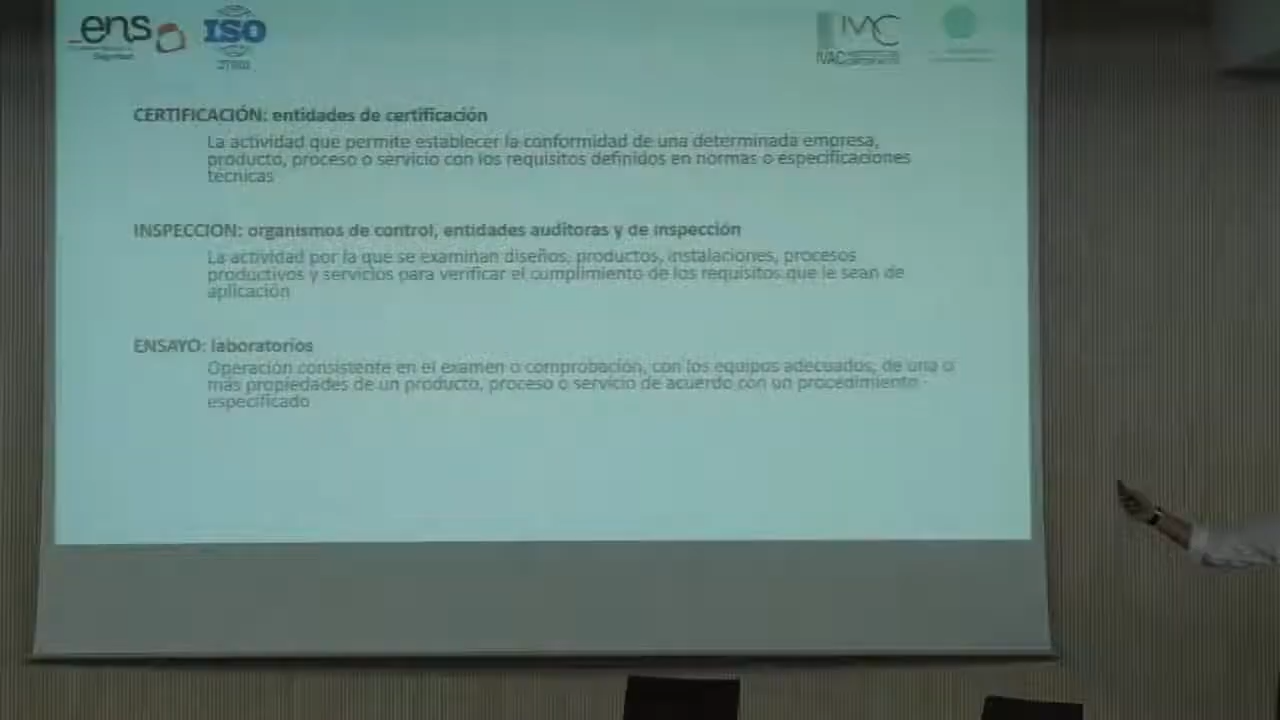 ens
ISO
27001
IVAC
CERTIFICACIÓN: entidades de certificación
La actividad que permite establecer la conformidad de una determinada empresa,
producto, proceso o servicio con los requisitos definidos en normas o especificaciones
técnicas
INSPECCION: organismos de control, entidades auditoras y de inspección
La actividad por la que se examinan diseños, productos, instalaciones, procesos
productivos y servicios para verificar el cumplimiento de los requisitos que le sean de
aplicación
ENSAYO: laboratorios
Operación consistente en el examen o comprobación, con los equipos adecuados, de una o
más propiedades de un producto, proceso o servicio de acuerdo con un procedimiento
especificado